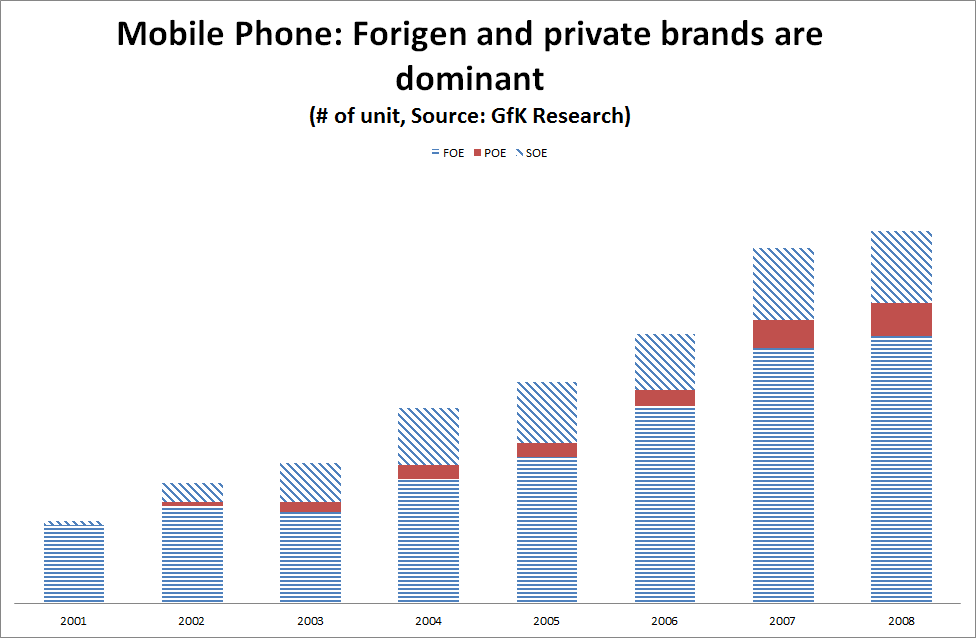 Mobile Phone: Forigen and private brands are
dominant
(# of unit, Source: GfK Research)
FOE POE SOE
2001 2002 2003 2004 2005 2006 2007 2008